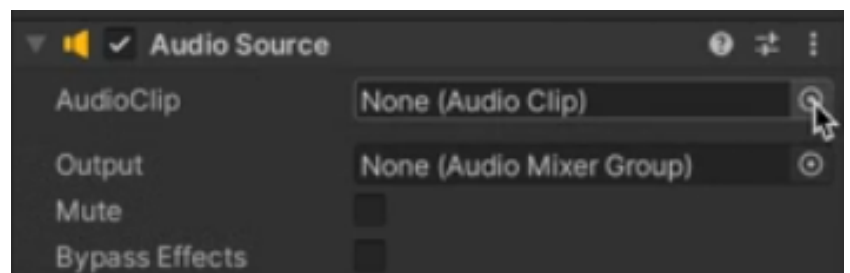 Audio Source
AudioClip None (Audio Clip)
Output None (Audio Mixer Group)
Mute
Bypass Effects